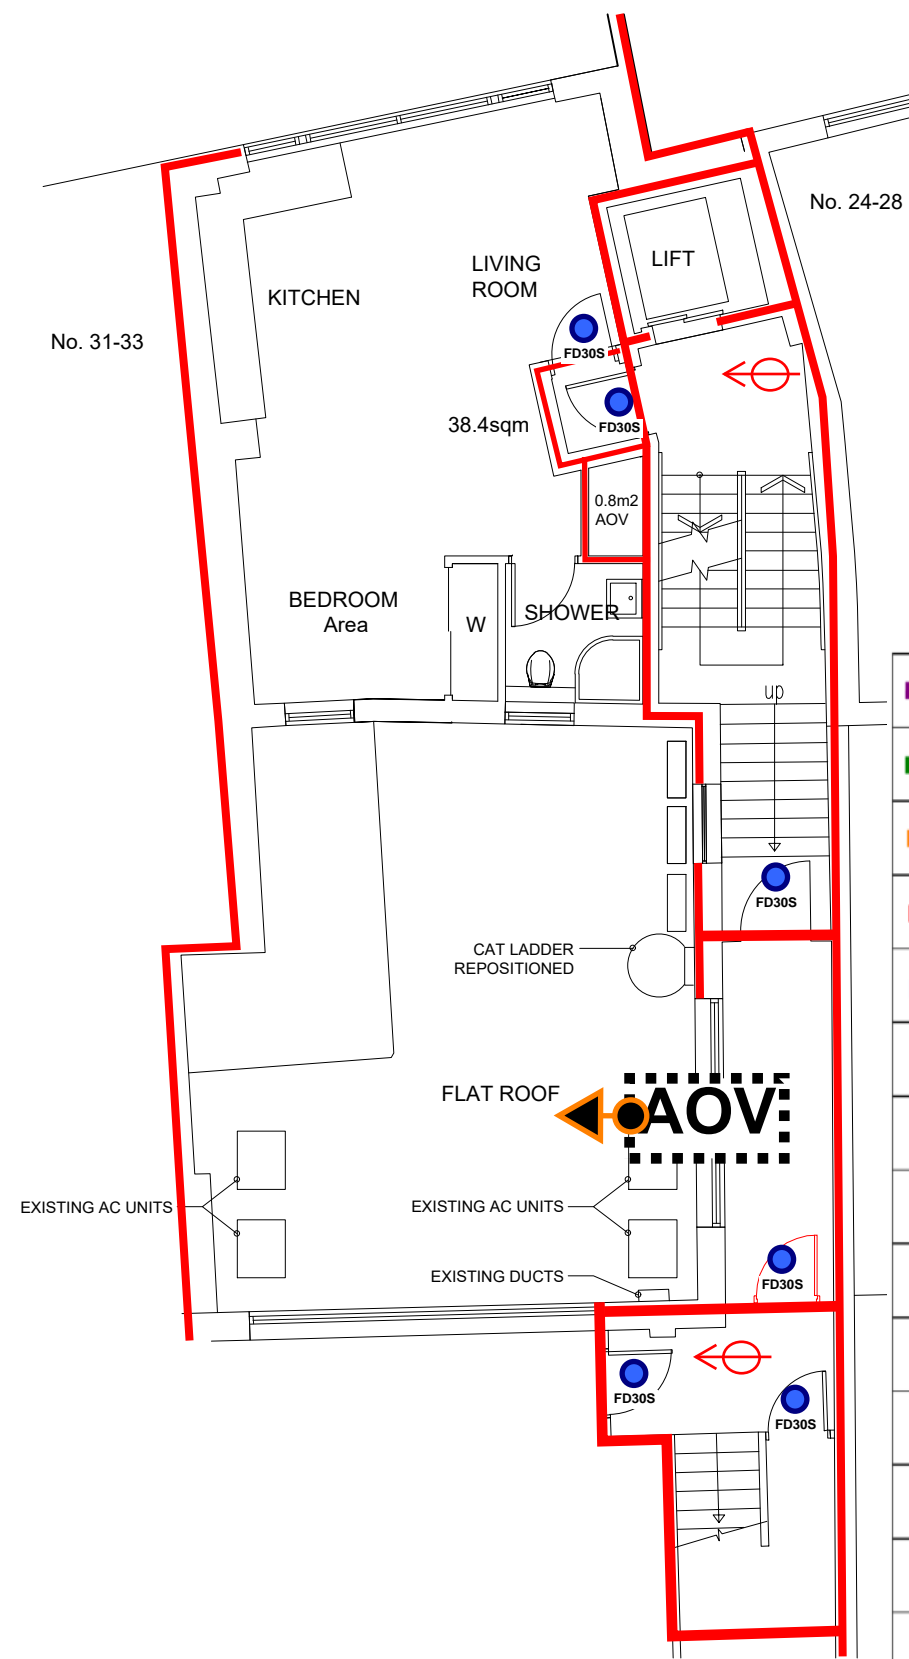 No. 24-28
LIFT
LIVING
ROOM
KITCHEN
No. 31-33
FD30S
38.4sqm
FD30S
0.8m2
AOV
BEDROOM
Area
W
SHOWER
up
FD30S
CAT LADDER
REPOSITIONED
FLAT ROOF
AOV
EXISTING AC UNITS
EXISTING AC UNITS
EXISTING DUCTS
FD30S
FD30S
FD30S